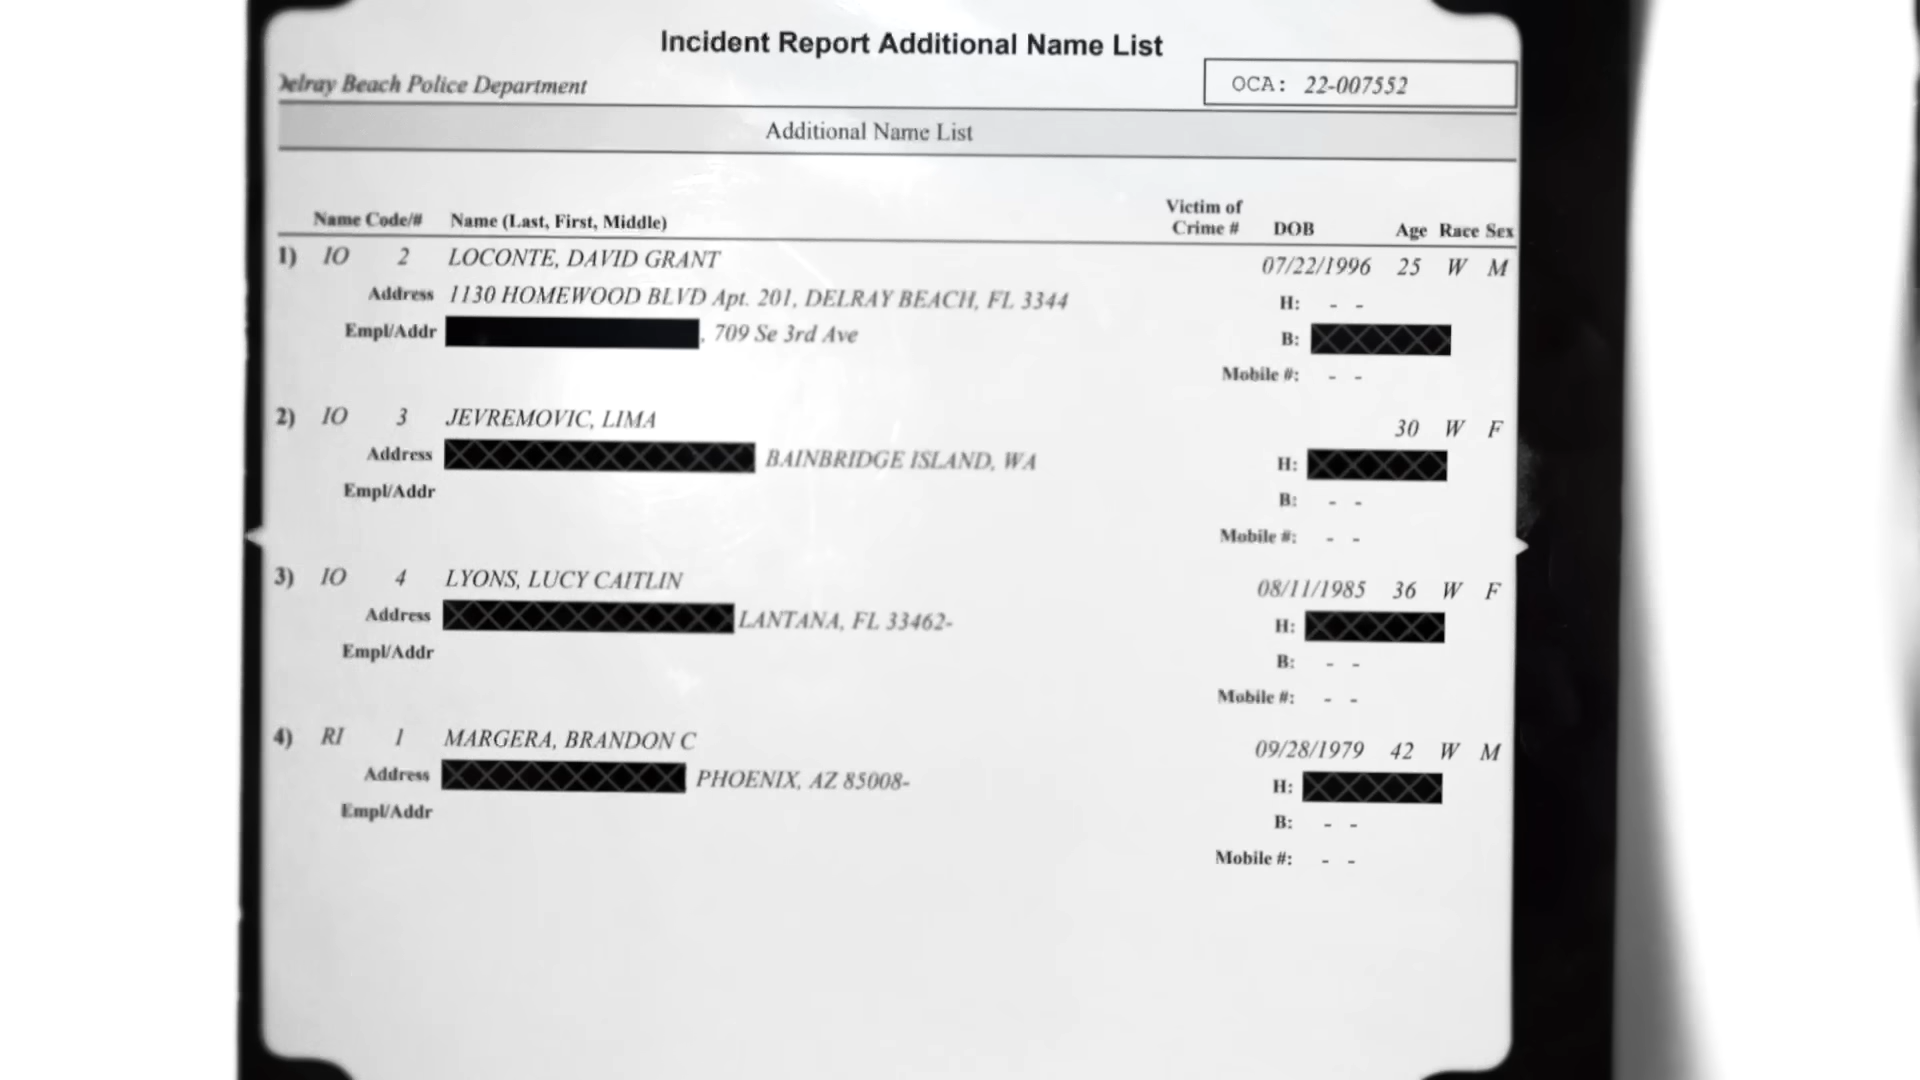 Incident Report Additional Name List
Delray Beach Police Department
OCA: 22-007552
Additional Name List
Name Code/# Name (Last, First, Middle) Victim of Crime # DOB Age Race Sex
1) IO 2 LOCONTE, DAVID GRANT 07/22/1996 25 W M
Address 1130 HOMEWOOD BLVD Apt. 201, DELRAY BEACH, FL 3344 H: - -
Empl/Addr , 709 Se 3rd Ave B:
Mobile #: - -
2) IO 3 JEVREMOVIC, LIMA 30 W F
Address BAINBRIDGE ISLAND, WA H:
Empl/Addr B: - -
Mobile #: - -
3) IO 4 LYONS, LUCY CAITLIN 08/11/1985 36 W F
Address LANTANA, FL 33462- H:
Empl/Addr B: - -
Mobile #: - -
4) RI 1 MARGERA, BRANDON C 09/28/1979 42 W M
Address PHOENIX, AZ 85008- H:
Empl/Addr B: - -
Mobile #: - -